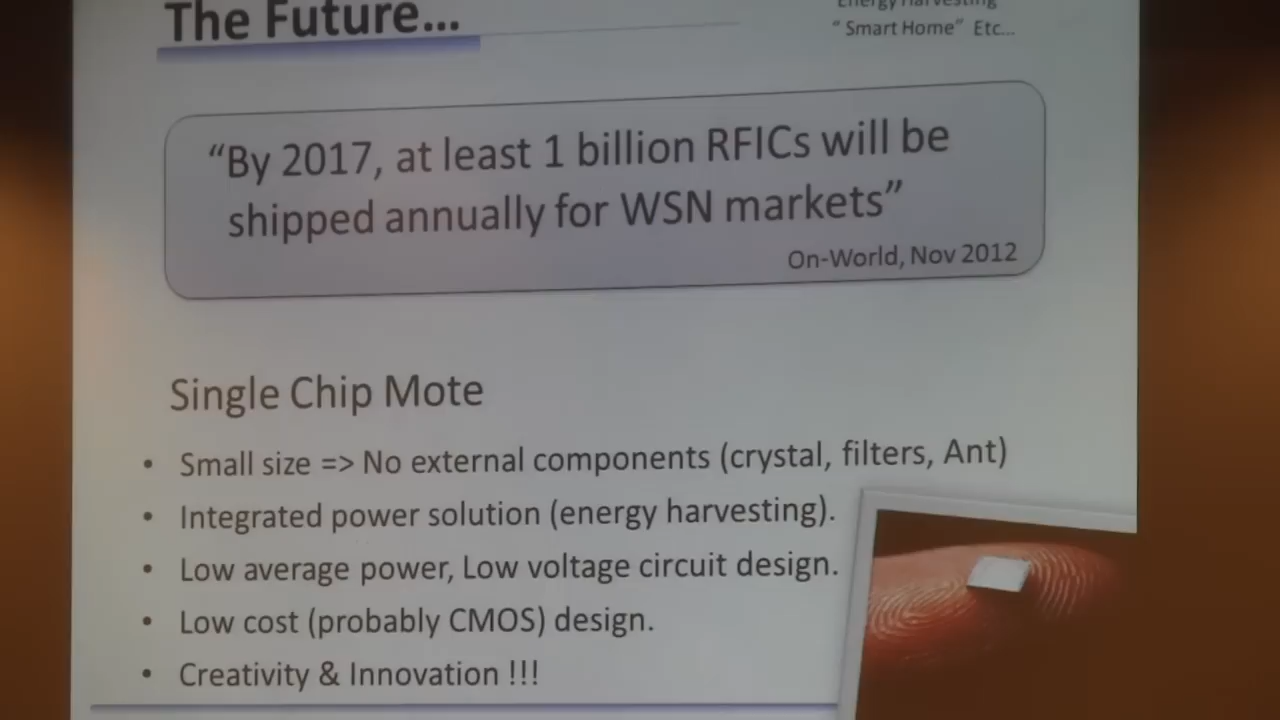 The Future...
Energy Harvesting
“ Smart Home” Etc...
“By 2017, at least 1 billion RFICs will be
shipped annually for WSN markets”
On-World, Nov 2012
Single Chip Mote
• Small size => No external components (crystal, filters, Ant)
• Integrated power solution (energy harvesting).
• Low average power, Low voltage circuit design.
• Low cost (probably CMOS) design.
• Creativity & Innovation !!!